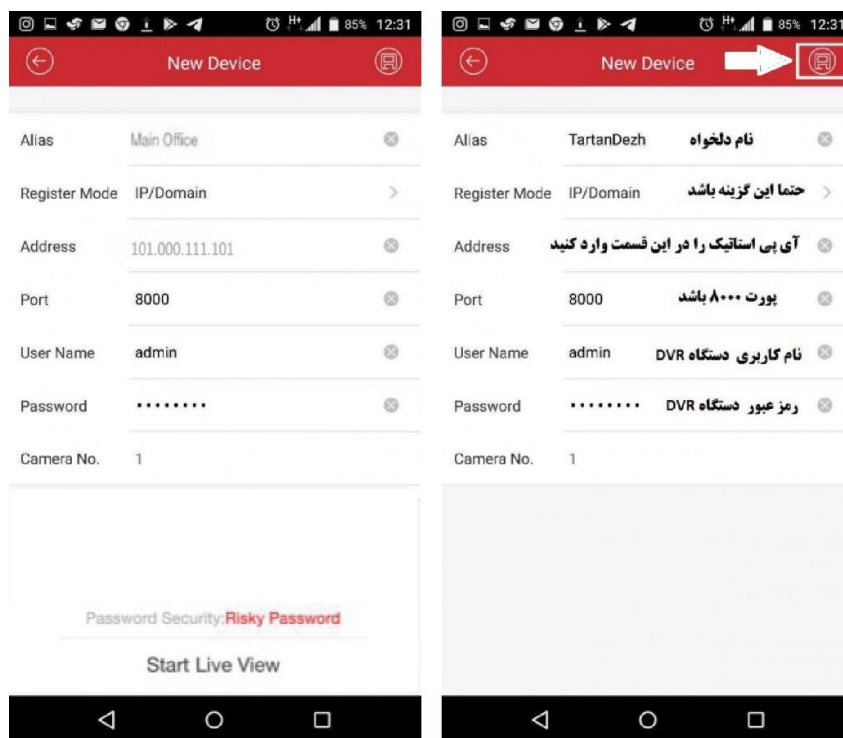 85% 12:31
New Device
Alias Main Office
Register Mode IP/Domain
Address 101.000.111.101
Port 8000
User Name admin
Password ••••••••
Camera No. 1
Password Security:Risky Password
Start Live View
85% 12:31
New Device
Alias TartanDezh نام دلخواه
Register Mode IP/Domain حتما این گزینه باشد
Address آی پی استاتیک را در این قسمت وارد کنید
Port 8000 پورت ۸۰۰۰ باشد
User Name admin نام کاربری دستگاه DVR
Password •••••••• رمز عبور دستگاه DVR
Camera No. 1